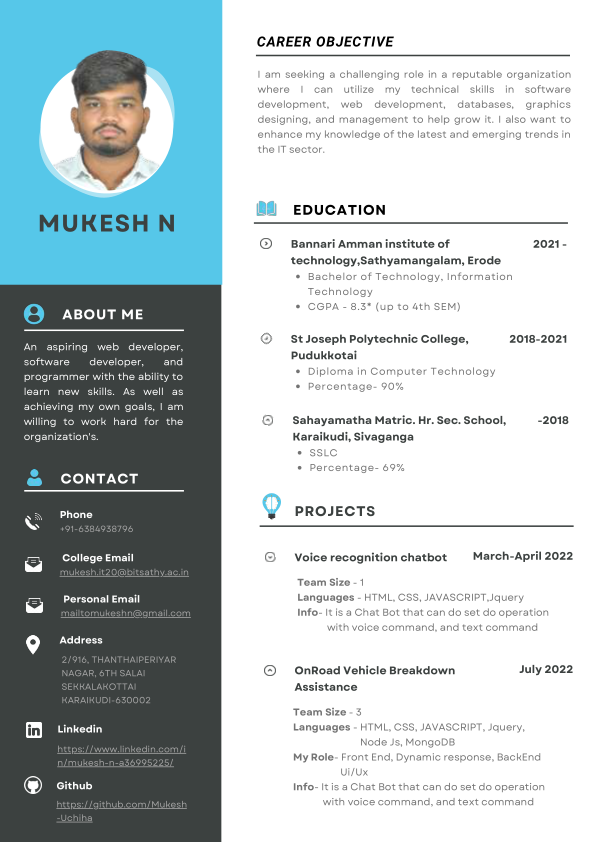 MUKESH N
ABOUT ME
An aspiring web developer,
software developer, and
programmer with the ability to
learn new skills. As well as
achieving my own goals, I am
willing to work hard for the
organization's.
CONTACT
Phone
+91-6384938796
College Email
mukesh.it20@bitsathy.ac.in
Personal Email
mailtomukeshn@gmail.com
Address
2/916, THANTHAIPERIYAR
NAGAR, 6TH SALAI
SEKKALAKOTTAI
KARAIKUDI-630002
Linkedin
https://www.linkedin.com/i
n/mukesh-n-a36995225/
Github
https://github.com/Mukesh
-Uchiha
CAREER OBJECTIVE
I am seeking a challenging role in a reputable organization
where I can utilize my technical skills in software
development, web development, databases, graphics
designing, and management to help grow it. I also want to
enhance my knowledge of the latest and emerging trends in
the IT sector.
EDUCATION
Bannari Amman institute of 2021 -
technology,Sathyamangalam, Erode
• Bachelor of Technology, Information
Technology
• CGPA - 8.3* (up to 4th SEM)
St Joseph Polytechnic College, 2018-2021
Pudukkotai
• Diploma in Computer Technology
• Percentage- 90%
Sahayamatha Matric. Hr. Sec. School, -2018
Karaikudi, Sivaganga
• SSLC
• Percentage- 69%
PROJECTS
Voice recognition chatbot March-April 2022
Team Size - 1
Languages - HTML, CSS, JAVASCRIPT,Jquery
Info- It is a Chat Bot that can do set do operation
with voice command, and text command
OnRoad Vehicle Breakdown July 2022
Assistance
Team Size - 3
Languages - HTML, CSS, JAVASCRIPT, Jquery,
Node Js, MongoDB
My Role- Front End, Dynamic response, BackEnd
Ui/Ux
Info- It is a Chat Bot that can do set do operation
with voice command, and text command